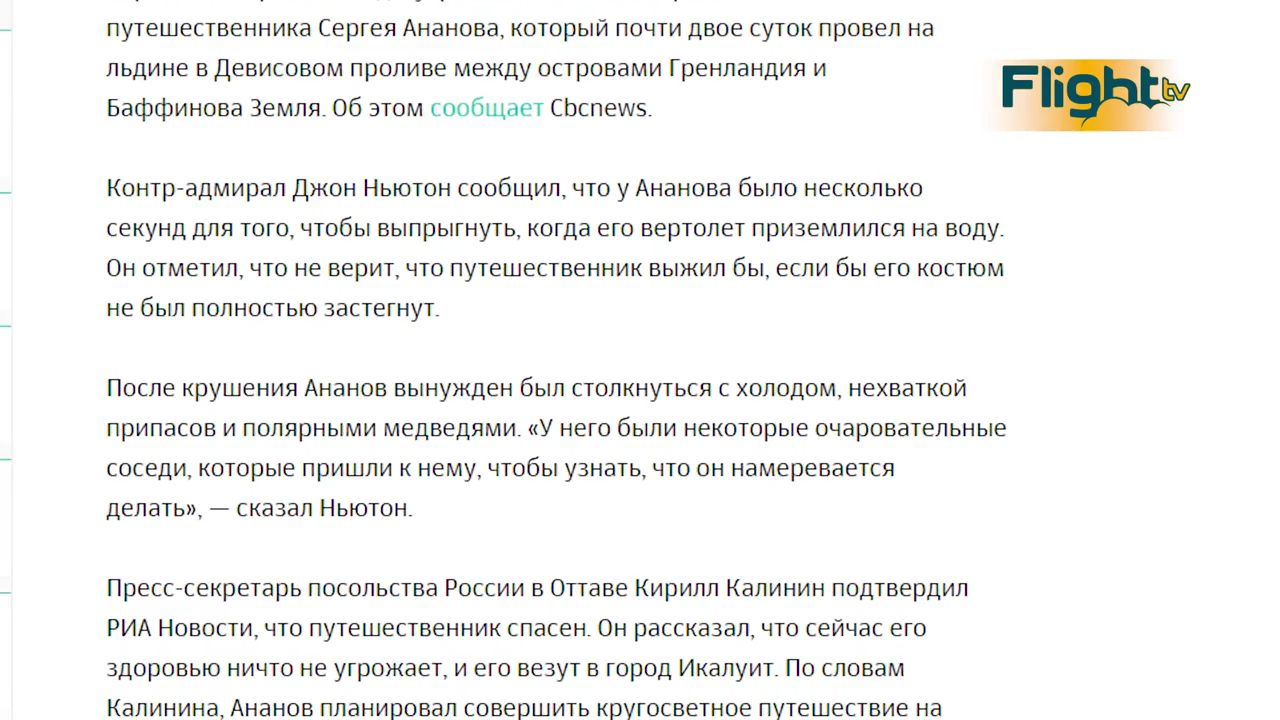 путешественника Сергея Ананова, который почти двое суток провел на
льдине в Девисовом проливе между островами Гренландия и
Баффинова Земля. Об этом сообщает Cbcnews.
Flight tv
Контр-адмирал Джон Ньютон сообщил, что у Ананова было несколько
секунд для того, чтобы выпрыгнуть, когда его вертолет приземлился на воду.
Он отметил, что не верит, что путешественник выжил бы, если бы его костюм
не был полностью застегнут.
После крушения Ананов вынужден был столкнуться с холодом, нехваткой
припасов и полярными медведями. «У него были некоторые очаровательные
соседи, которые пришли к нему, чтобы узнать, что он намеревается
делать», — сказал Ньютон.
Пресс-секретарь посольства России в Оттаве Кирилл Калинин подтвердил
РИА Новости, что путешественник спасен. Он рассказал, что сейчас его
здоровью ничто не угрожает, и его везут в город Икалуит. По словам
Калинина, Ананов планировал совершить кругосветное путешествие на